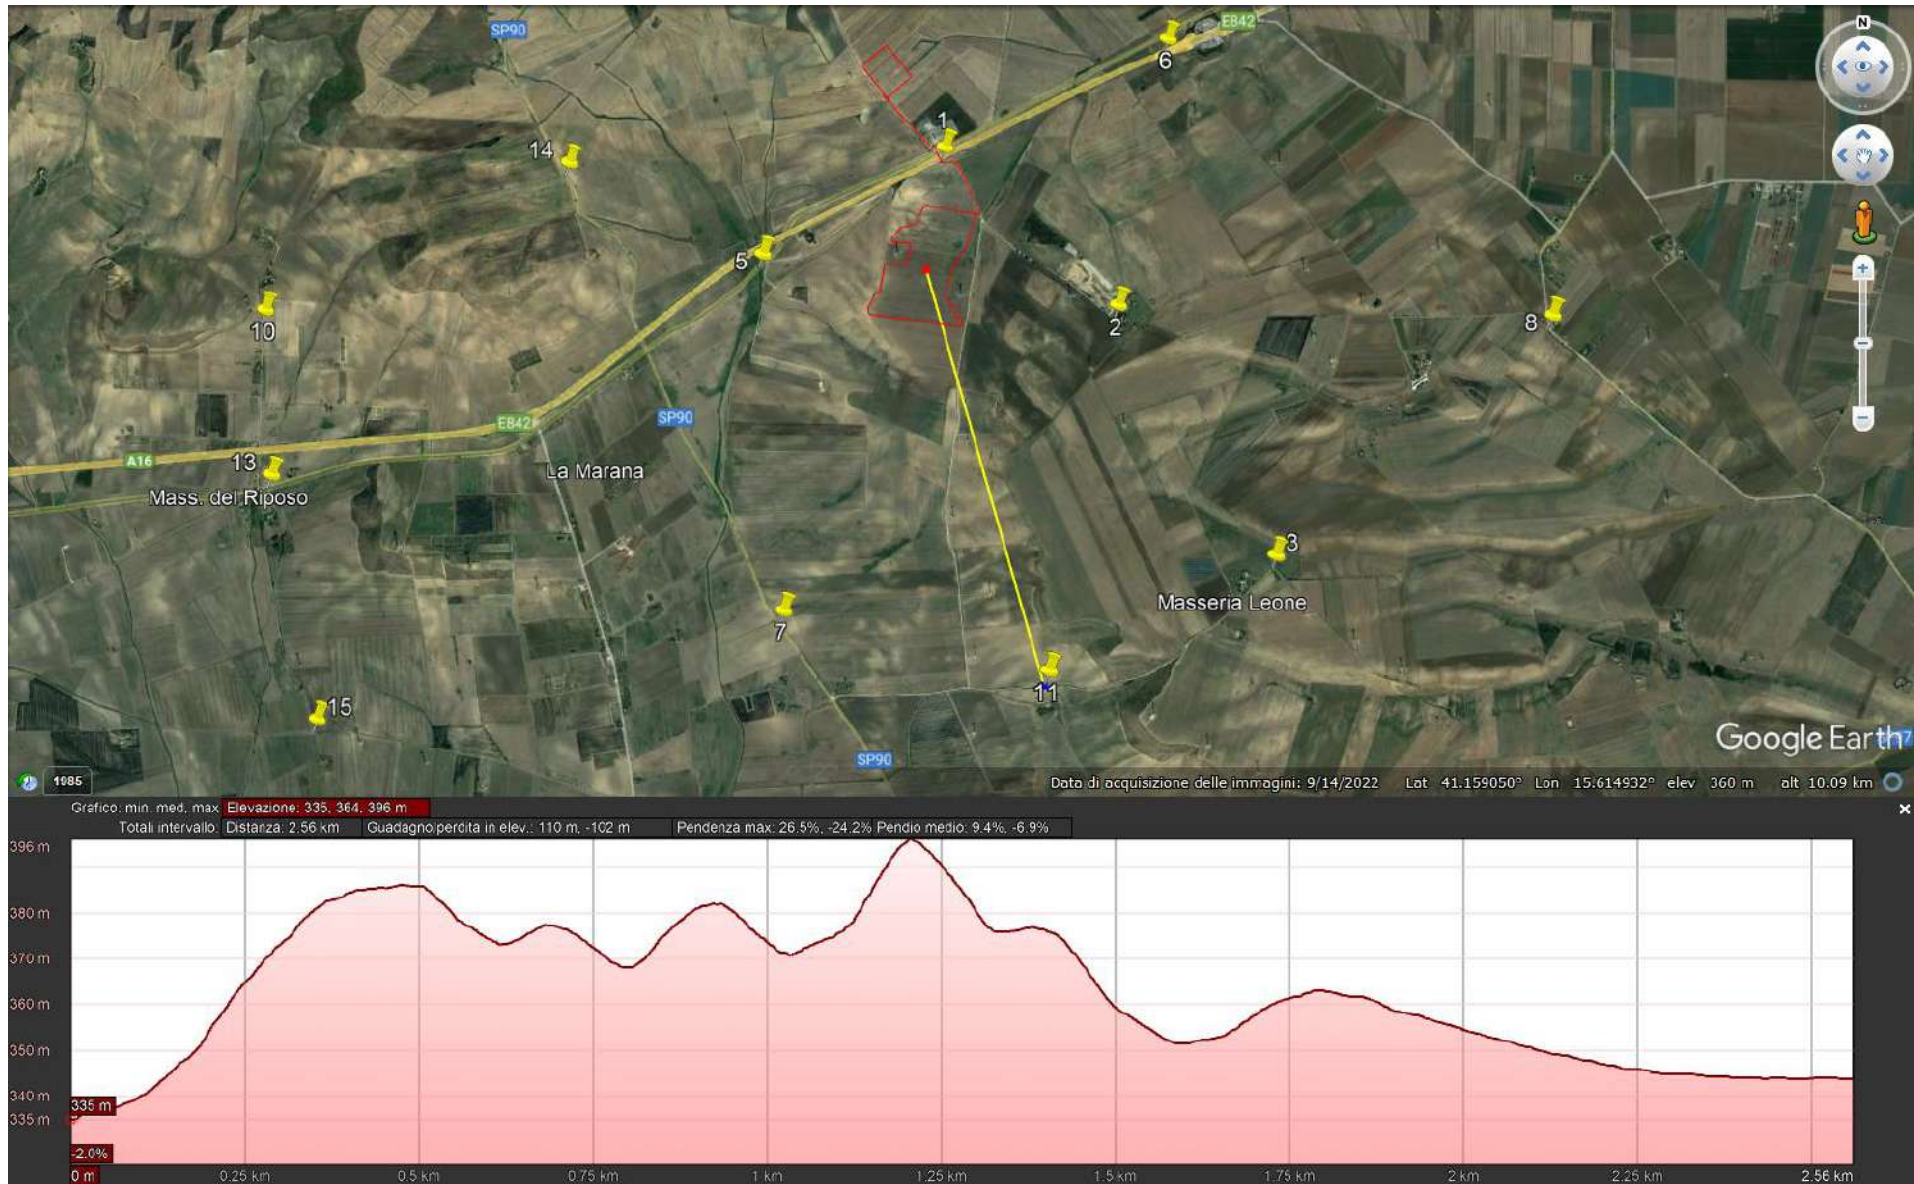 SP90
E842
N
6
1
14
5
10
2
8
SP90
E842
13
A16
La Marana
Mass. del Riposo
3
Masseria Leone
7
11
15
SP90
Google Earth
1985
Data di acquisizione delle immagini: 9/14/2022 Lat 41.159050° Lon 15.614932° elev 360 m alt 10.09 km
Grafico: min. med, max Elevazione: 335, 364, 396 m
Totali intervallo: Distanza: 2.56 km Guadagno/perdita in elev.: 110 m, -102 m Pendenza max: 26.5%, -24.2% Pendio medio: 9.4%, -6.9%
396 m
380 m
370 m
360 m
350 m
340 m
335 m
335 m
-2.0%
0 m 0.25 km 0.5 km 0.75 km 1 km 1.25 km 1.5 km 1.75 km 2 km 2.25 km 2.56 km